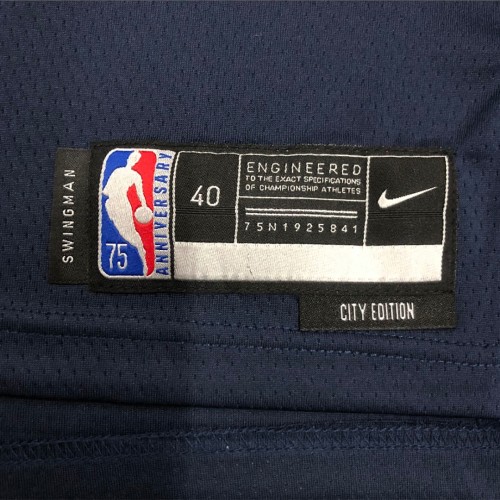 SWINGMAN
75
ANNIVERSARY
40
ENGINEERED
TO THE EXACT SPECIFICATIONS
OF CHAMPIONSHIP ATHLETES
75N1925841
CITY EDITION